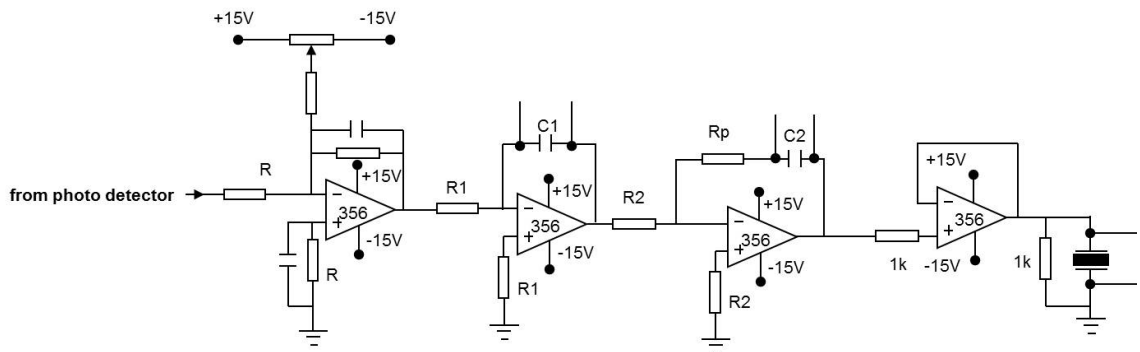 +15V
-15V
C1
C2
Rp
R
+15V
R1
+15V
R2
+15V
+15V
from photo detector
356
356
356
356
-15V
-15V
-15V
-15V
R
R1
R2
1k
1k